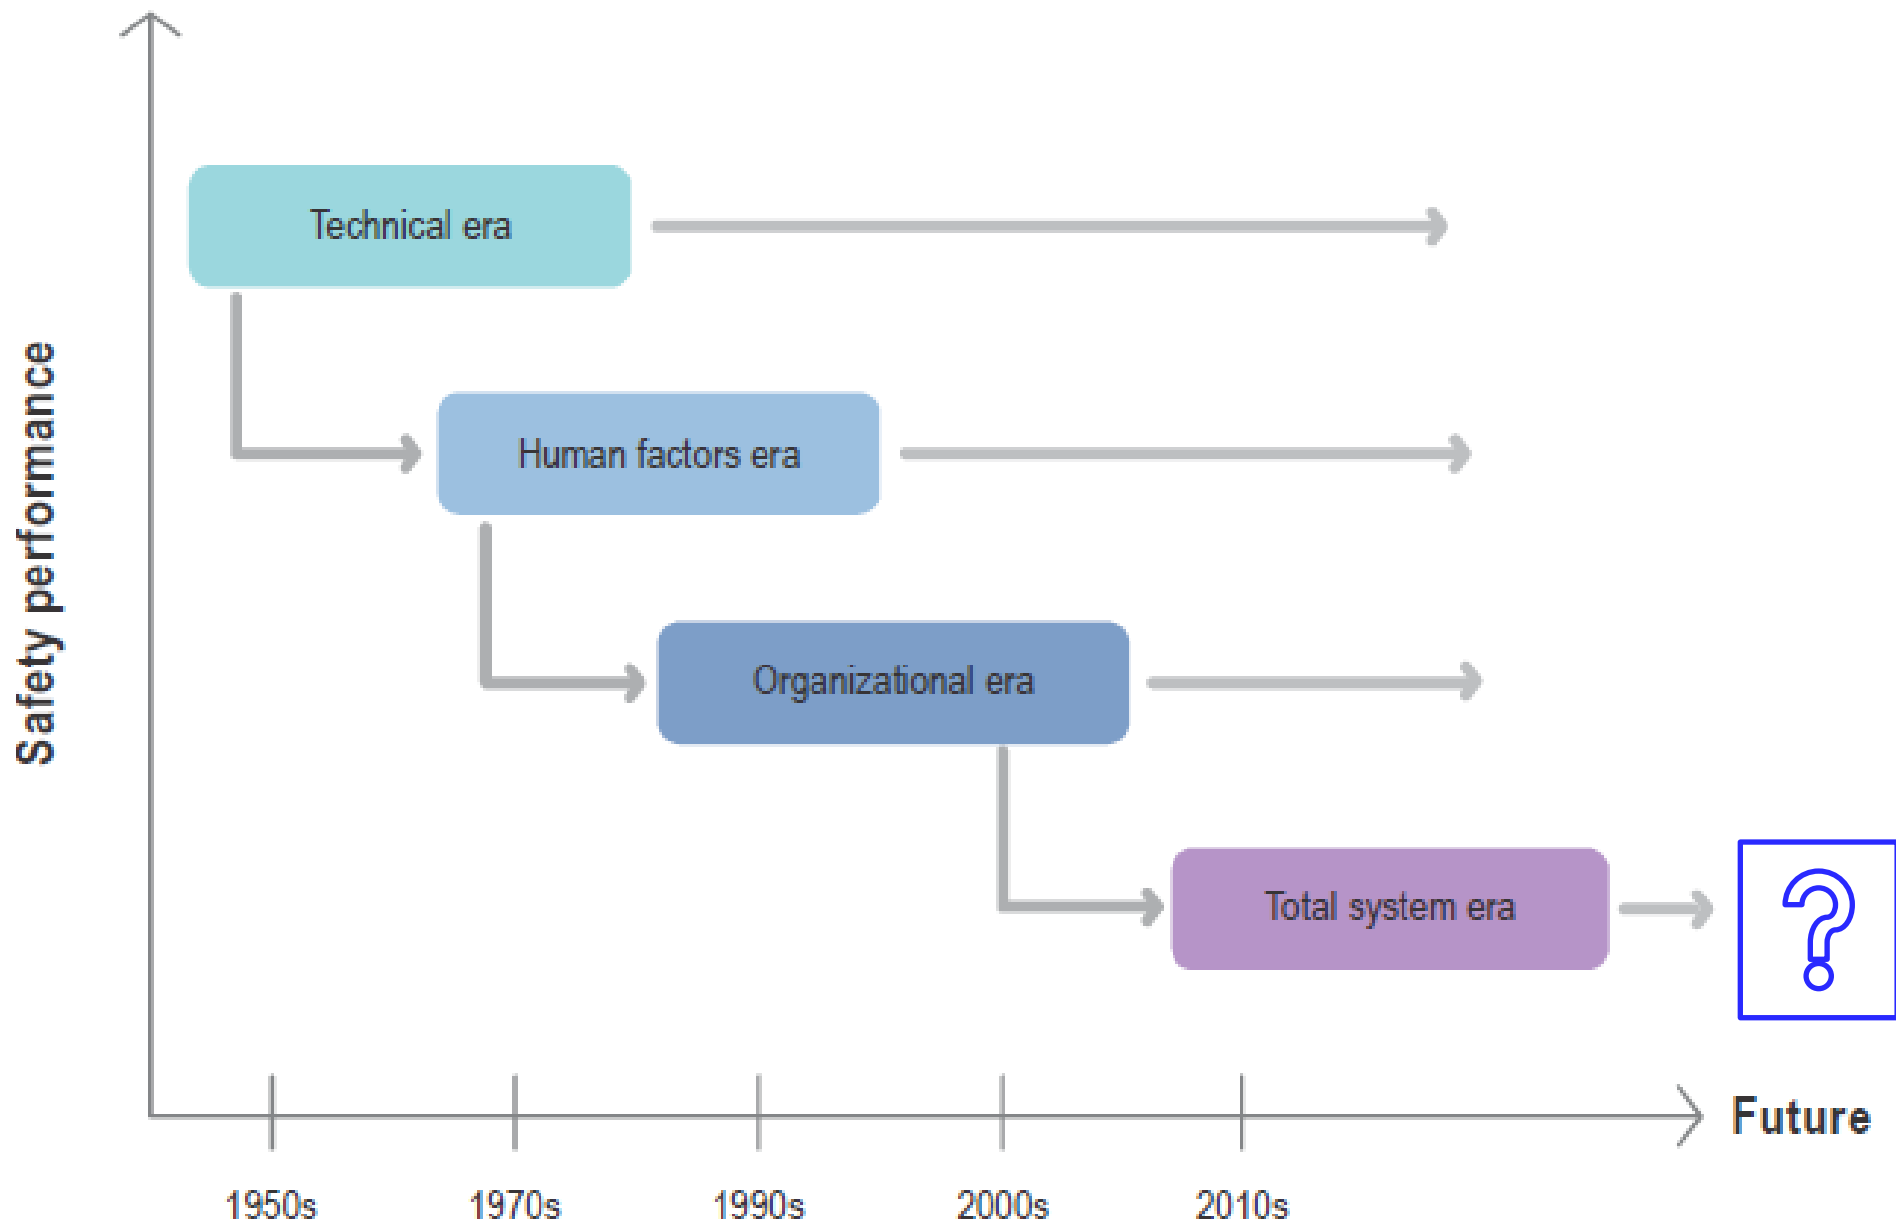 Safety performance
Technical era
Human factors era
Organizational era
Total system era
?
Future
1950s
1970s
1990s
2000s
2010s